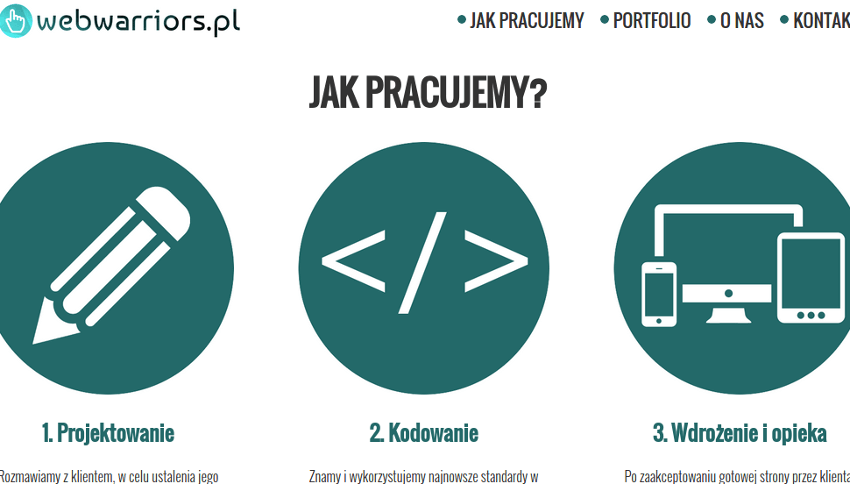 webwarriors.pl
JAK PRACUJEMY PORTFOLIO O NAS
JAK PRACUJEMY?
</>
1. Projektowanie
2. Kodowanie
3. Wdrożenie i opieka
Rozmawiamy z klientem, w celu ustalenia jego
Znamy i wykorzystujemy najnowsze standardy w
Po zaakceptowaniu gotowej strony przez klienta